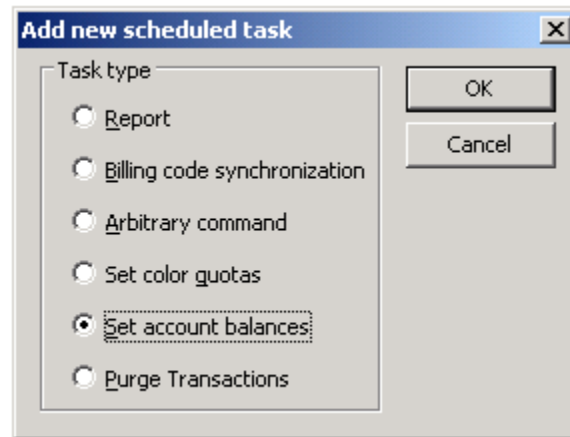 Add new scheduled task
Task type
Report
Billing code synchronization
Arbitrary command
Set color quotas
Set account balances
Purge Transactions
OK
Cancel